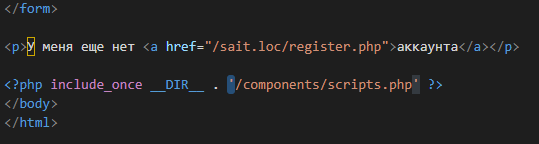 </form>
<p>У меня еще нет <a href="/sait.loc/register.php">аккаунта</a></p>
<?php include_once __DIR__ . '/components/scripts.php' ?>
</body>
</html>